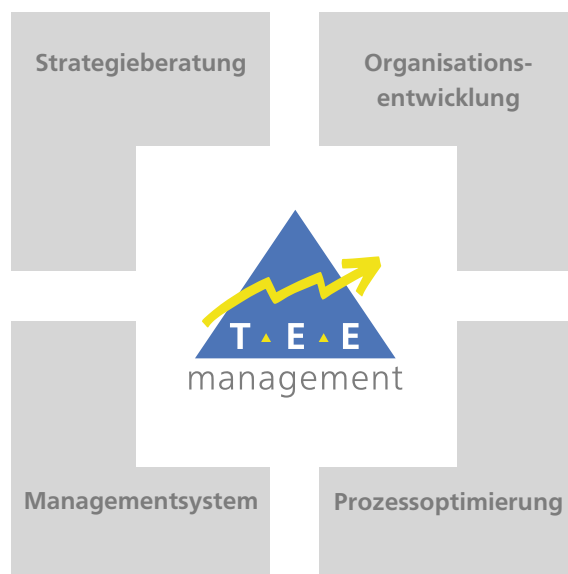 Strategieberatung
Organisations-
entwicklung
T E E
management
Managementsystem
Prozessoptimierung